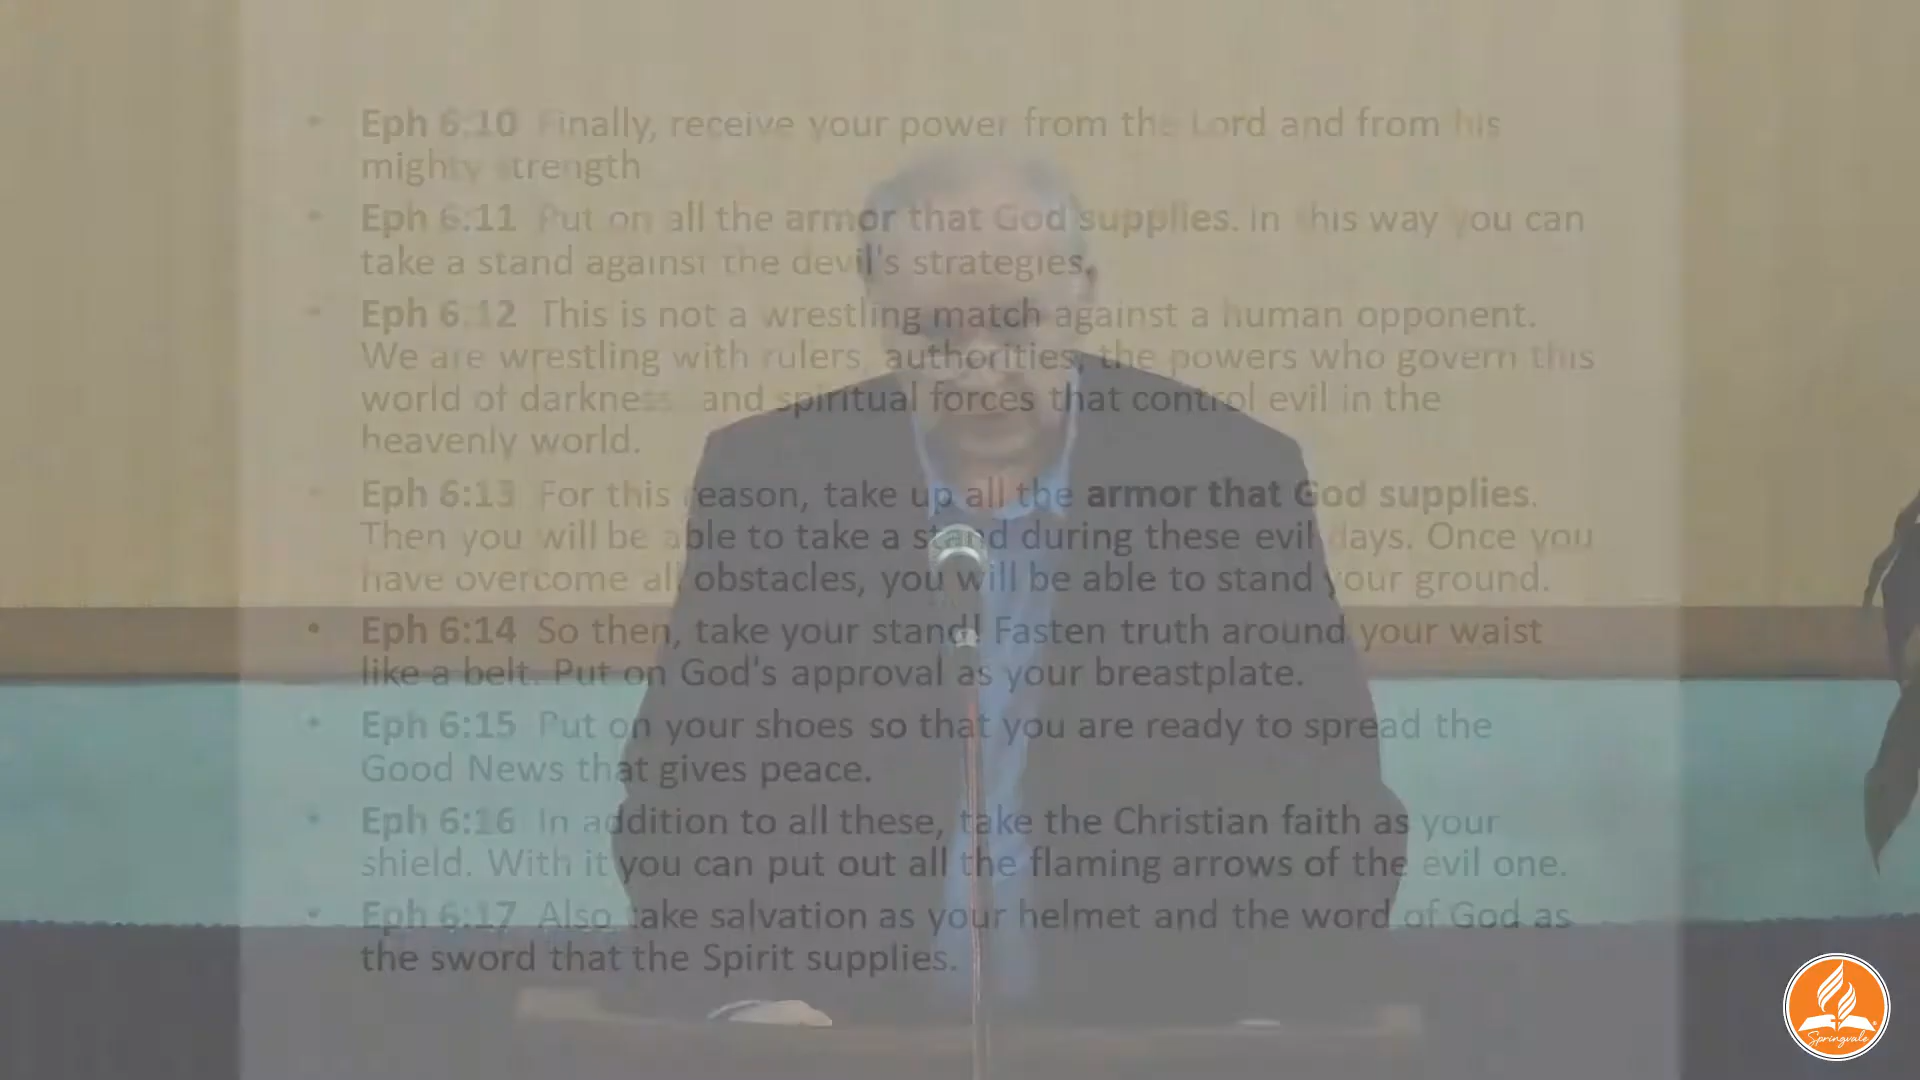 • Eph 6:10 Finally, receive your power from the Lord and from his
mighty strength
• Eph 6:11 Put on all the armor that God supplies. In this way you can
take a stand against the devil's strategies.
• Eph 6:12 This is not a wrestling match against a human opponent.
We are wrestling with rulers, authorities, the powers who govern this
world of darkness, and spiritual forces that control evil in the
heavenly world.
• Eph 6:13 For this reason, take up all the armor that God supplies.
Then you will be able to take a stand during these evil days. Once you
have overcome all obstacles, you will be able to stand your ground.
• Eph 6:14 So then, take your stand! Fasten truth around your waist
like a belt. Put on God's approval as your breastplate.
• Eph 6:15 Put on your shoes so that you are ready to spread the
Good News that gives peace.
• Eph 6:16 In addition to all these, take the Christian faith as your
shield. With it you can put out all the flaming arrows of the evil one.
• Eph 6:17 Also take salvation as your helmet and the word of God as
the sword that the Spirit supplies.
Springvale